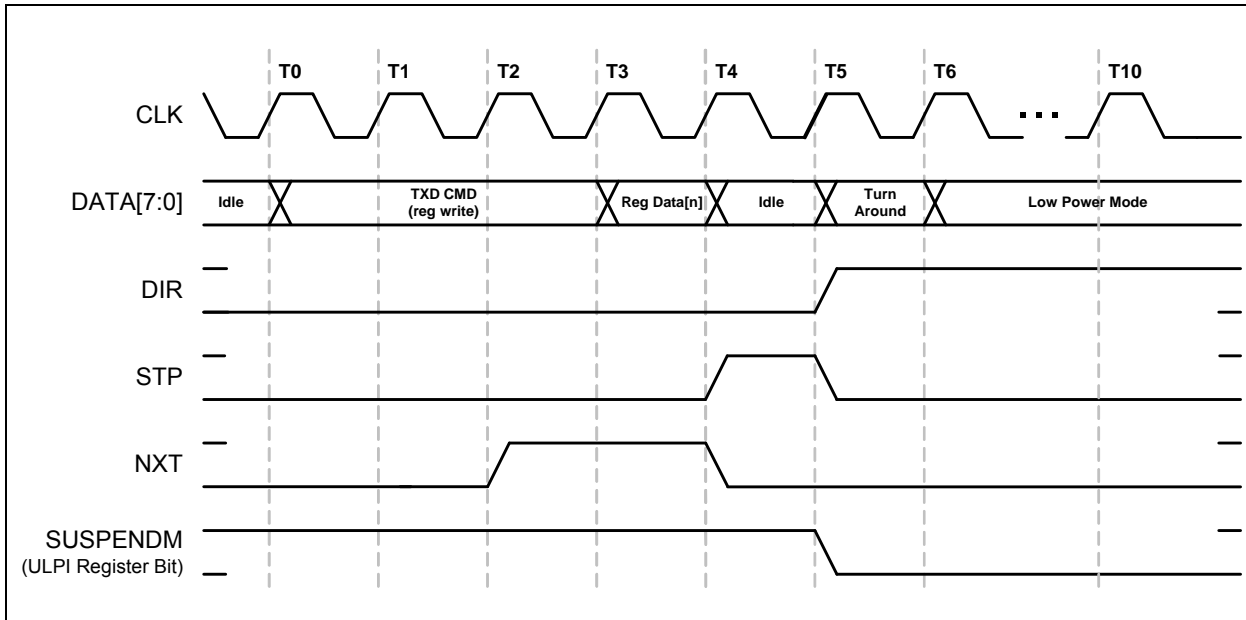 T0 T1 T2 T3 T4 T5 T6 T10
CLK
...
DATA[7:0]
Idle
TXD CMD
(reg write)
Reg Data[n]
Idle
Turn
Around
Low Power Mode
DIR
STP
NXT
SUSPENDM
(ULPI Register Bit)